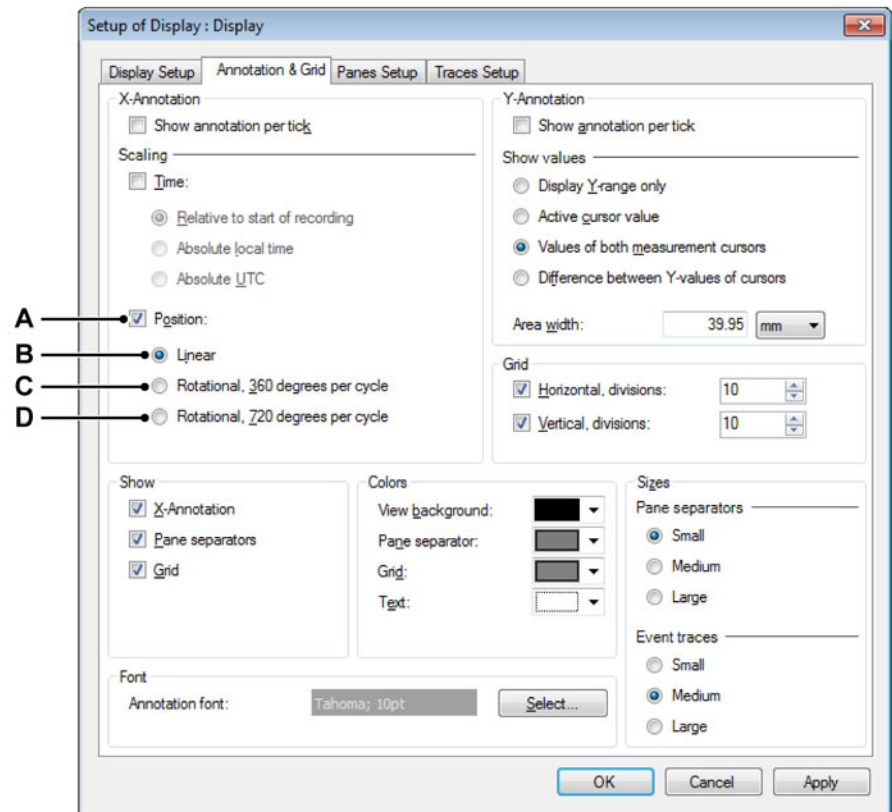 Setup of Display : Display
Display Setup Annotation & Grid Panes Setup Traces Setup
X-Annotation
Show annotation per tick
Scaling
Time:
Relative to start of recording
Absolute local time
Absolute UTC
A Position:
B Linear
C Rotational, 360 degrees per cycle
D Rotational, 720 degrees per cycle
Y-Annotation
Show annotation per tick
Show values
Display Y-range only
Active cursor value
Values of both measurement cursors
Difference between Y-values of cursors
Area width: 39.95 mm
Grid
Horizontal, divisions: 10
Vertical, divisions: 10
Show
X-Annotation
Pane separators
Grid
Colors
View background:
Pane separator:
Grid:
Text:
Sizes
Pane separators
Small
Medium
Large
Event traces
Small
Medium
Large
Font
Annotation font: Tahoma; 10pt Select...
OK Cancel Apply